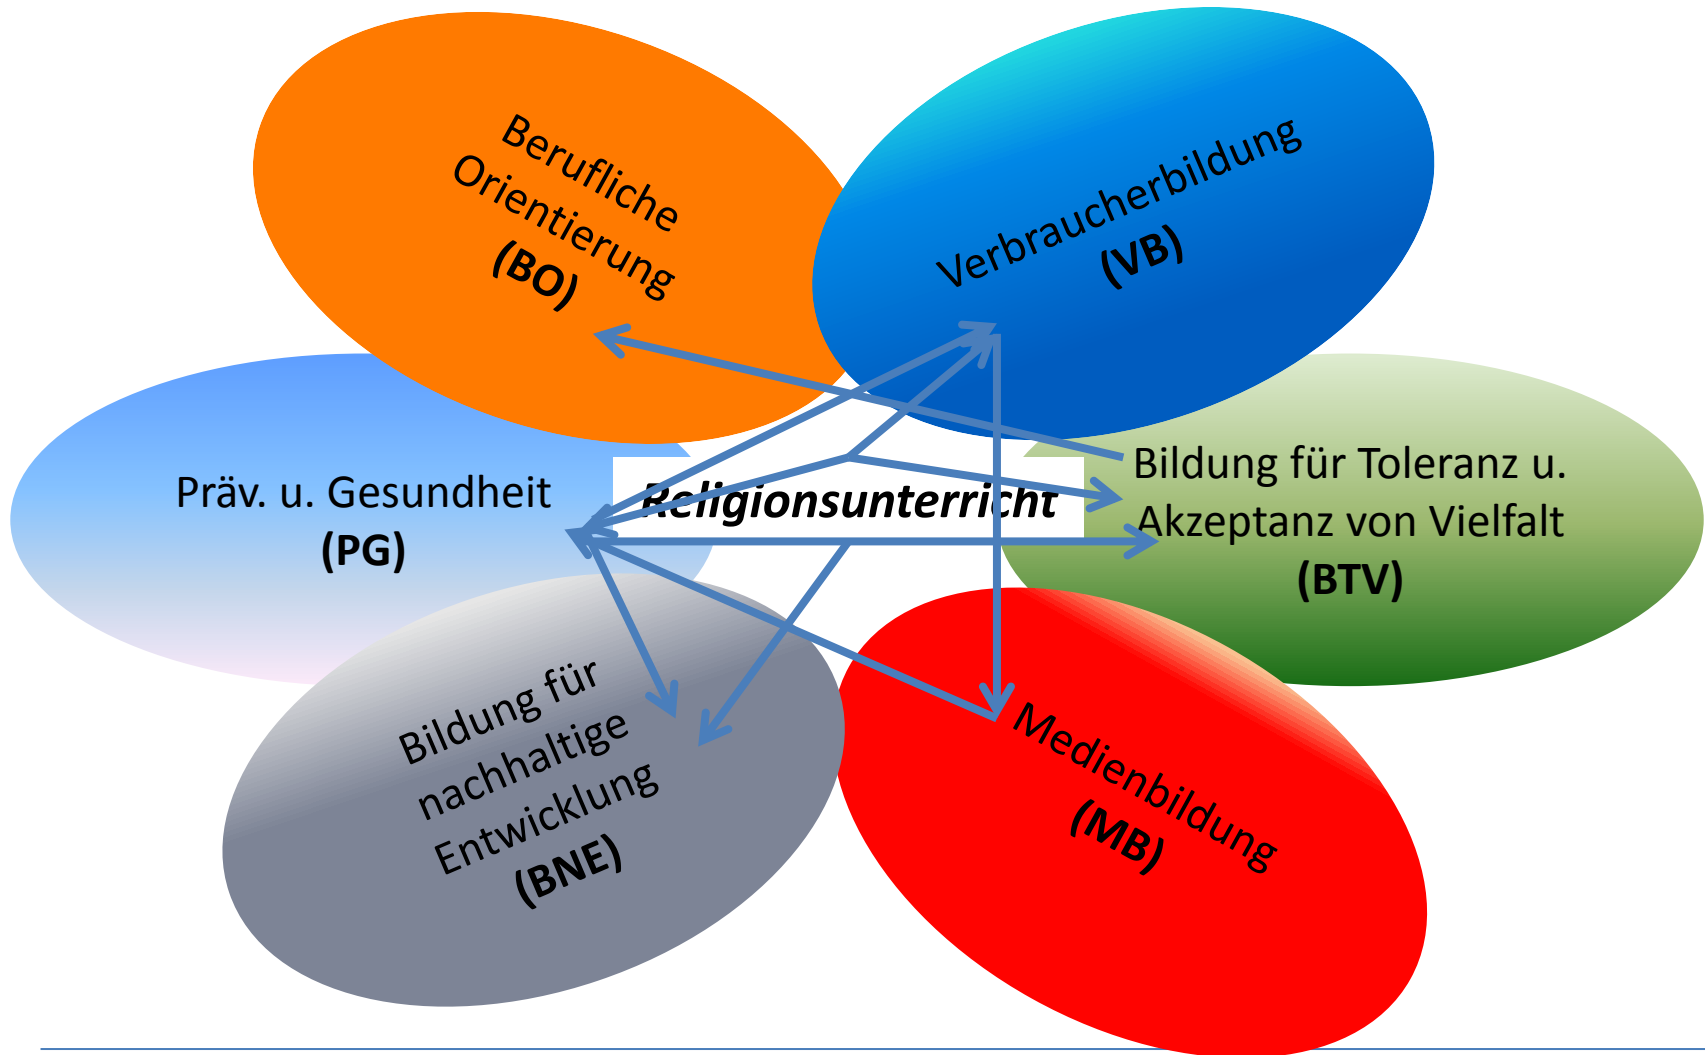 Berufliche
Orientierung
(BO)
Verbraucherbildung
(VB)
Präv. u. Gesundheit
(PG)
Religionsunterricht
Bildung für Toleranz u.
Akzeptanz von Vielfalt
(BTV)
Bildung für
nachhaltige
Entwicklung
(BNE)
Medienbildung
(MB)